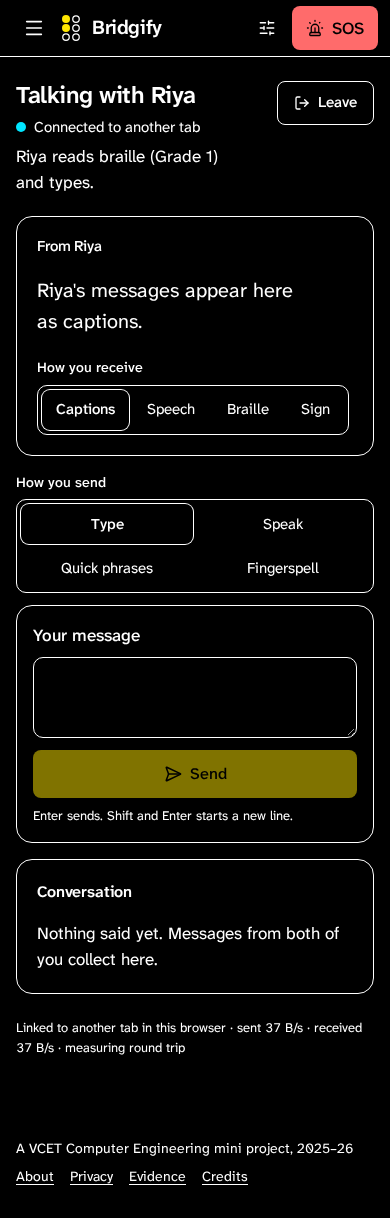 Bridgify
SOS
Talking with Riya
Leave
Connected to another tab
Riya reads braille (Grade 1)
and types.
From Riya
Riya's messages appear here
as captions.
How you receive
Captions Speech Braille Sign
How you send
Type Speak
Quick phrases Fingerspell
Your message
Send
Enter sends. Shift and Enter starts a new line.
Conversation
Nothing said yet. Messages from both of
you collect here.
Linked to another tab in this browser · sent 37 B/s · received
37 B/s · measuring round trip
A VCET Computer Engineering mini project, 2025–26
About Privacy Evidence Credits